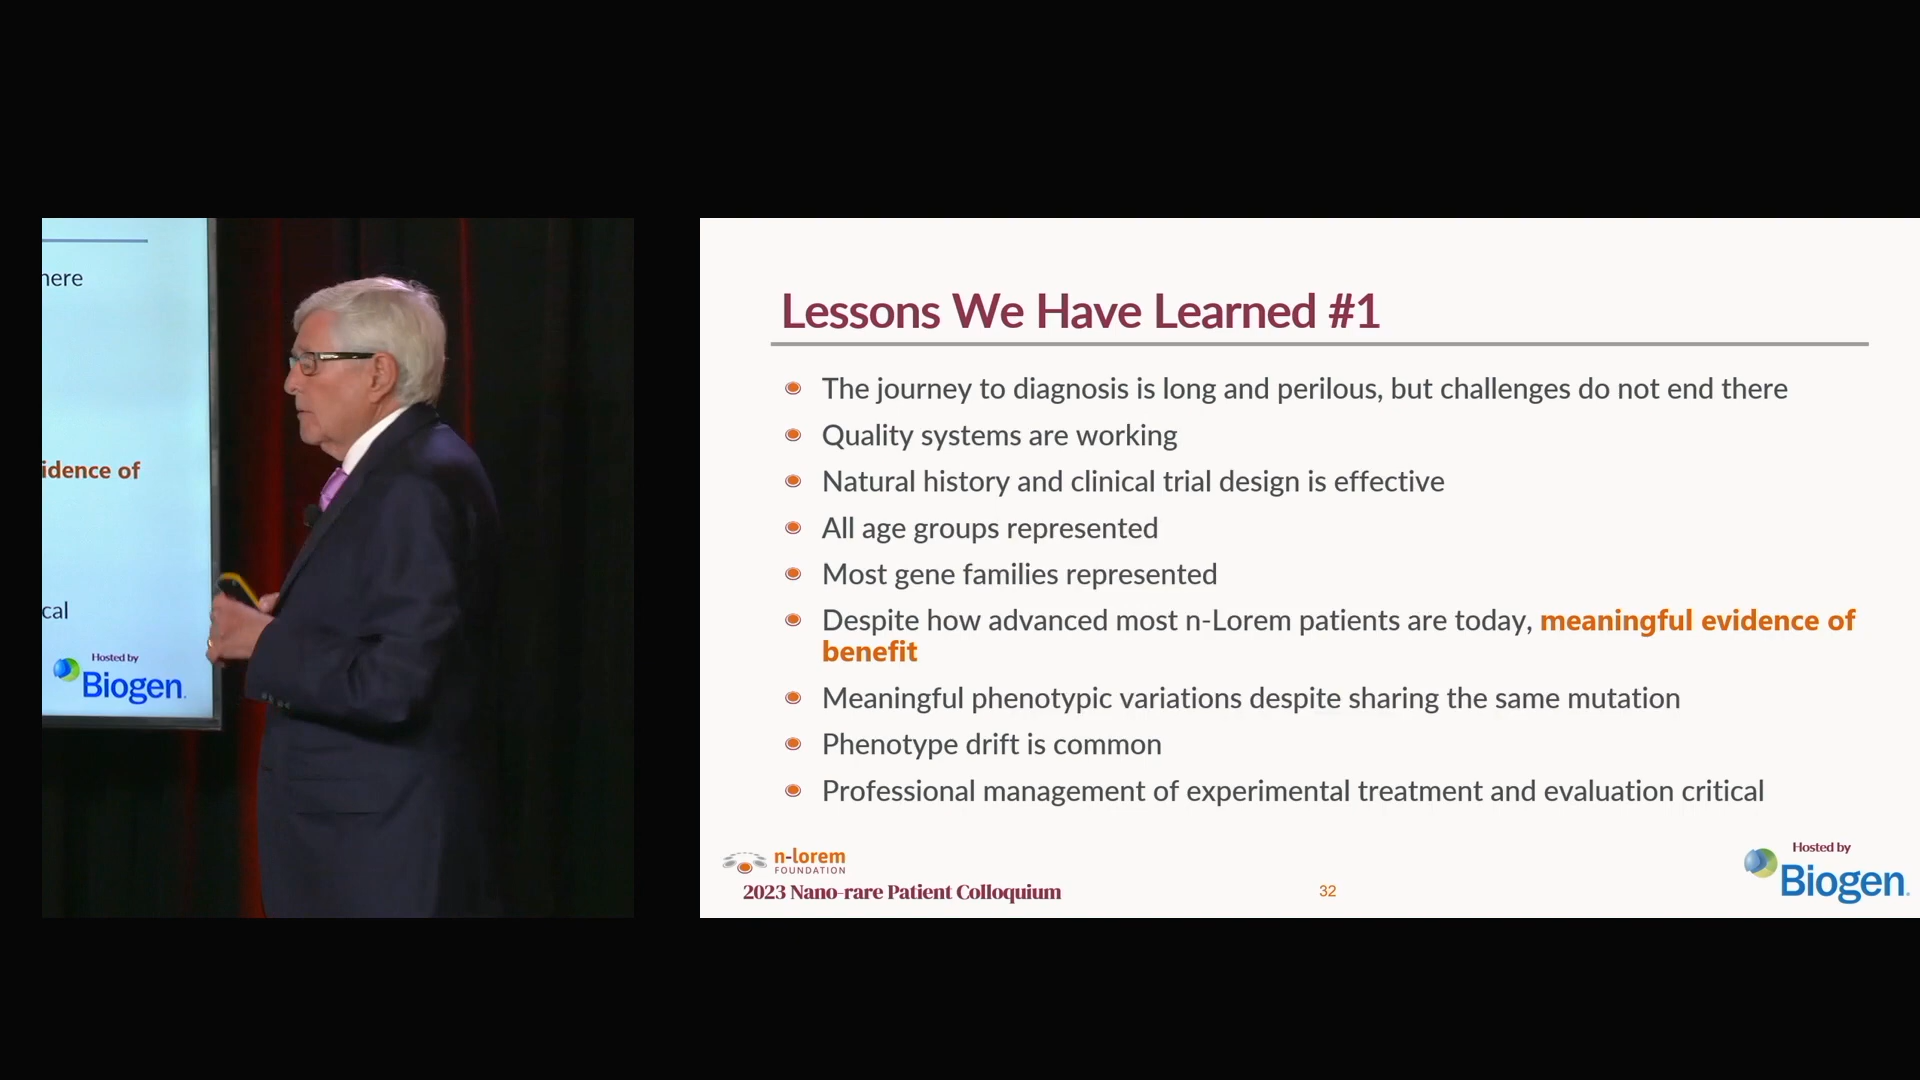 here
idence of
cal
Hosted by
Biogen.
Lessons We Have Learned #1
The journey to diagnosis is long and perilous, but challenges do not end there
Quality systems are working
Natural history and clinical trial design is effective
All age groups represented
Most gene families represented
Despite how advanced most n-Lorem patients are today, meaningful evidence of
benefit
Meaningful phenotypic variations despite sharing the same mutation
Phenotype drift is common
Professional management of experimental treatment and evaluation critical
n-lorem
FOUNDATION
2023 Nano-rare Patient Colloquium
32
Hosted by
Biogen.